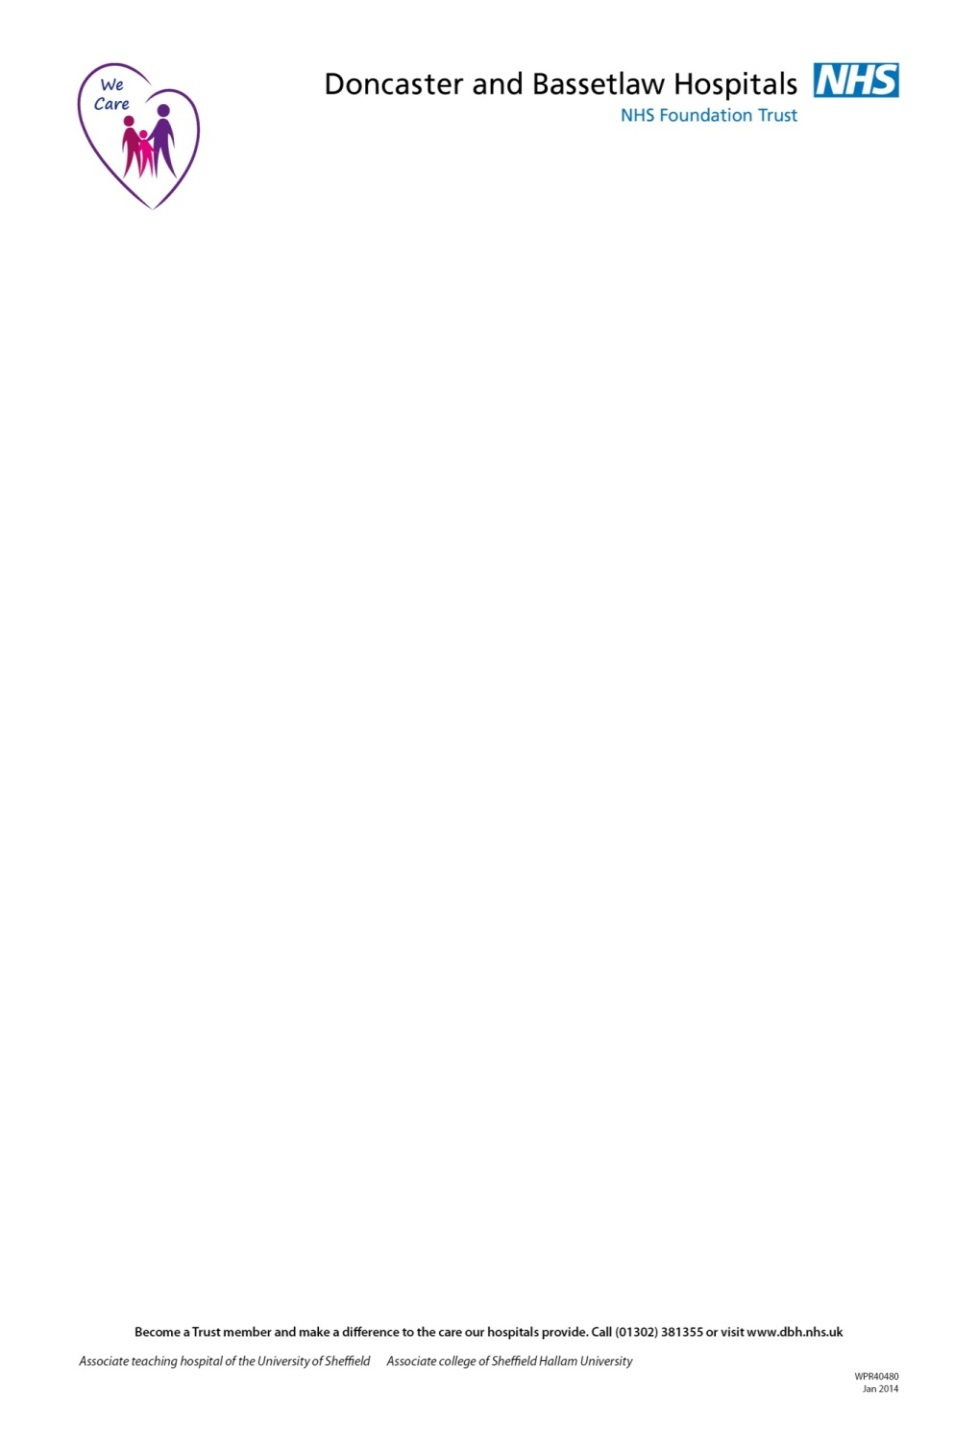 We
Care
Doncaster and Bassetlaw Hospitals NHS
NHS Foundation Trust
Become a Trust member and make a difference to the care our hospitals provide. Call (01302) 381355 or visit www.dbh.nhs.uk
Associate teaching hospital of the University of Sheffield Associate college of Sheffield Hallam University
WPR40480
Jan 2014